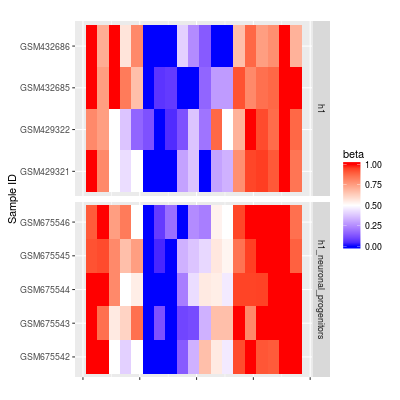 Sample ID
GSM432686
GSM432685
GSM429322
GSM429321
h1
GSM675546
GSM675545
GSM675544
GSM675543
GSM675542
h1_neuronal_progenitors
beta
1.00
0.75
0.50
0.25
0.00